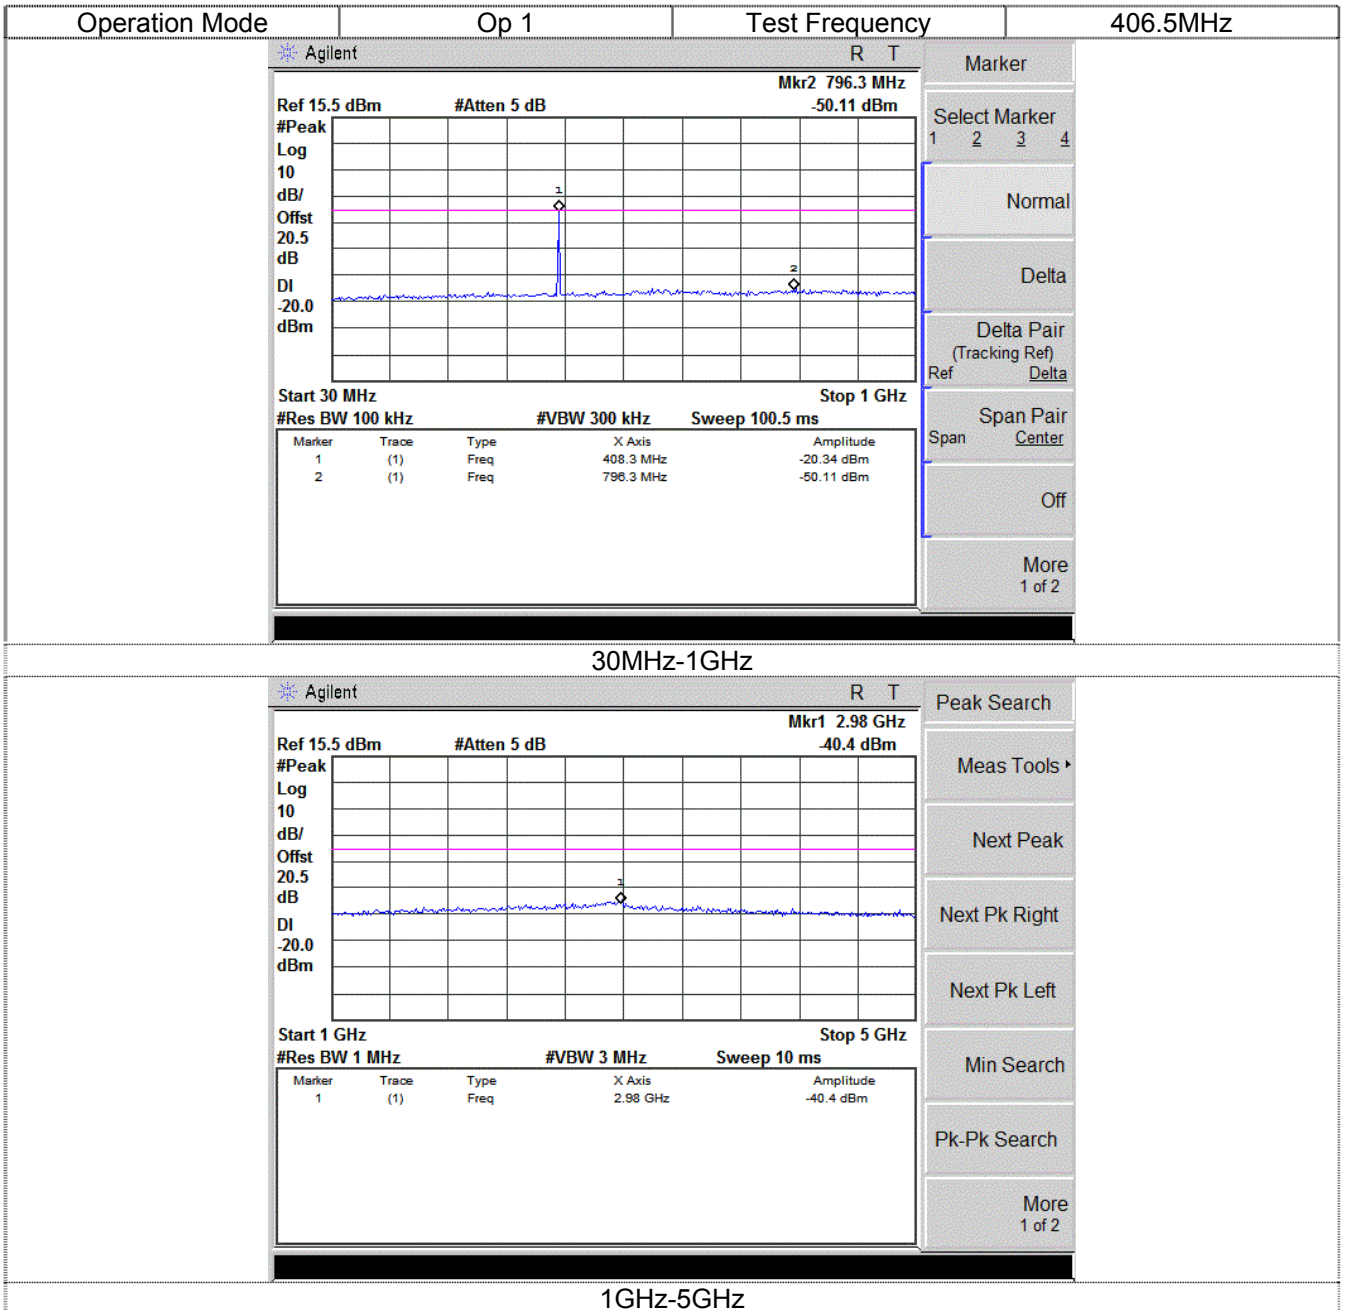 Operation Mode Op 1 Test Frequency 406.5MHz
Agilent R T
Mkr2 796.3 MHz
Ref 15.5 dBm #Atten 5 dB -50.11 dBm
#Peak
Log
10
dB/
Offst
20.5
dB
DI
-20.0
dBm
1
2
Start 30 MHz Stop 1 GHz
#Res BW 100 kHz #VBW 300 kHz Sweep 100.5 ms
Marker Trace Type X Axis Amplitude
1 (1) Freq 408.3 MHz -20.34 dBm
2 (1) Freq 796.3 MHz -50.11 dBm
Marker
Select Marker
1 2 3 4
Normal
Delta
Delta Pair
(Tracking Ref)
Ref Delta
Span Pair
Span Center
Off
More
1 of 2
30MHz-1GHz
Agilent R T
Mkr1 2.98 GHz
Ref 15.5 dBm #Atten 5 dB -40.4 dBm
#Peak
Log
10
dB/
Offst
20.5
dB
DI
-20.0
dBm
1
Start 1 GHz Stop 5 GHz
#Res BW 1 MHz #VBW 3 MHz Sweep 10 ms
Marker Trace Type X Axis Amplitude
1 (1) Freq 2.98 GHz -40.4 dBm
Peak Search
Meas Tools
Next Peak
Next Pk Right
Next Pk Left
Min Search
Pk-Pk Search
More
1 of 2
1GHz-5GHz